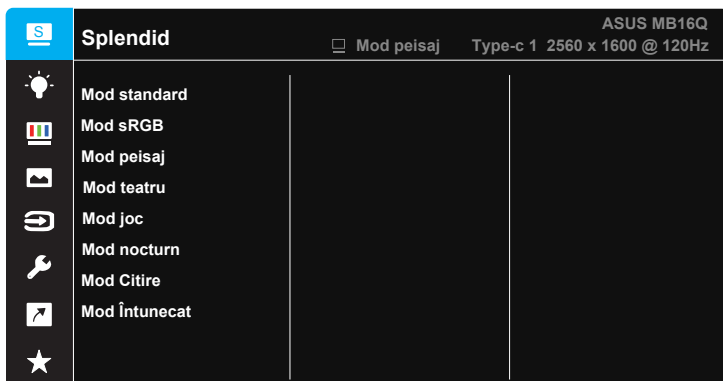 S
Splendid
ASUS MB16Q
Mod peisaj Type-c 1 2560 x 1600 @ 120Hz
Mod standard
Mod sRGB
Mod peisaj
Mod teatru
Mod joc
Mod nocturn
Mod Citire
Mod Întunecat